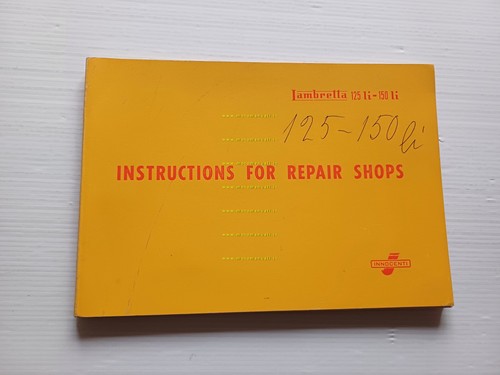 Lambretta 125 li - 150 li
125-150 li
INSTRUCTIONS FOR REPAIR SHOPS
INNOCENTI